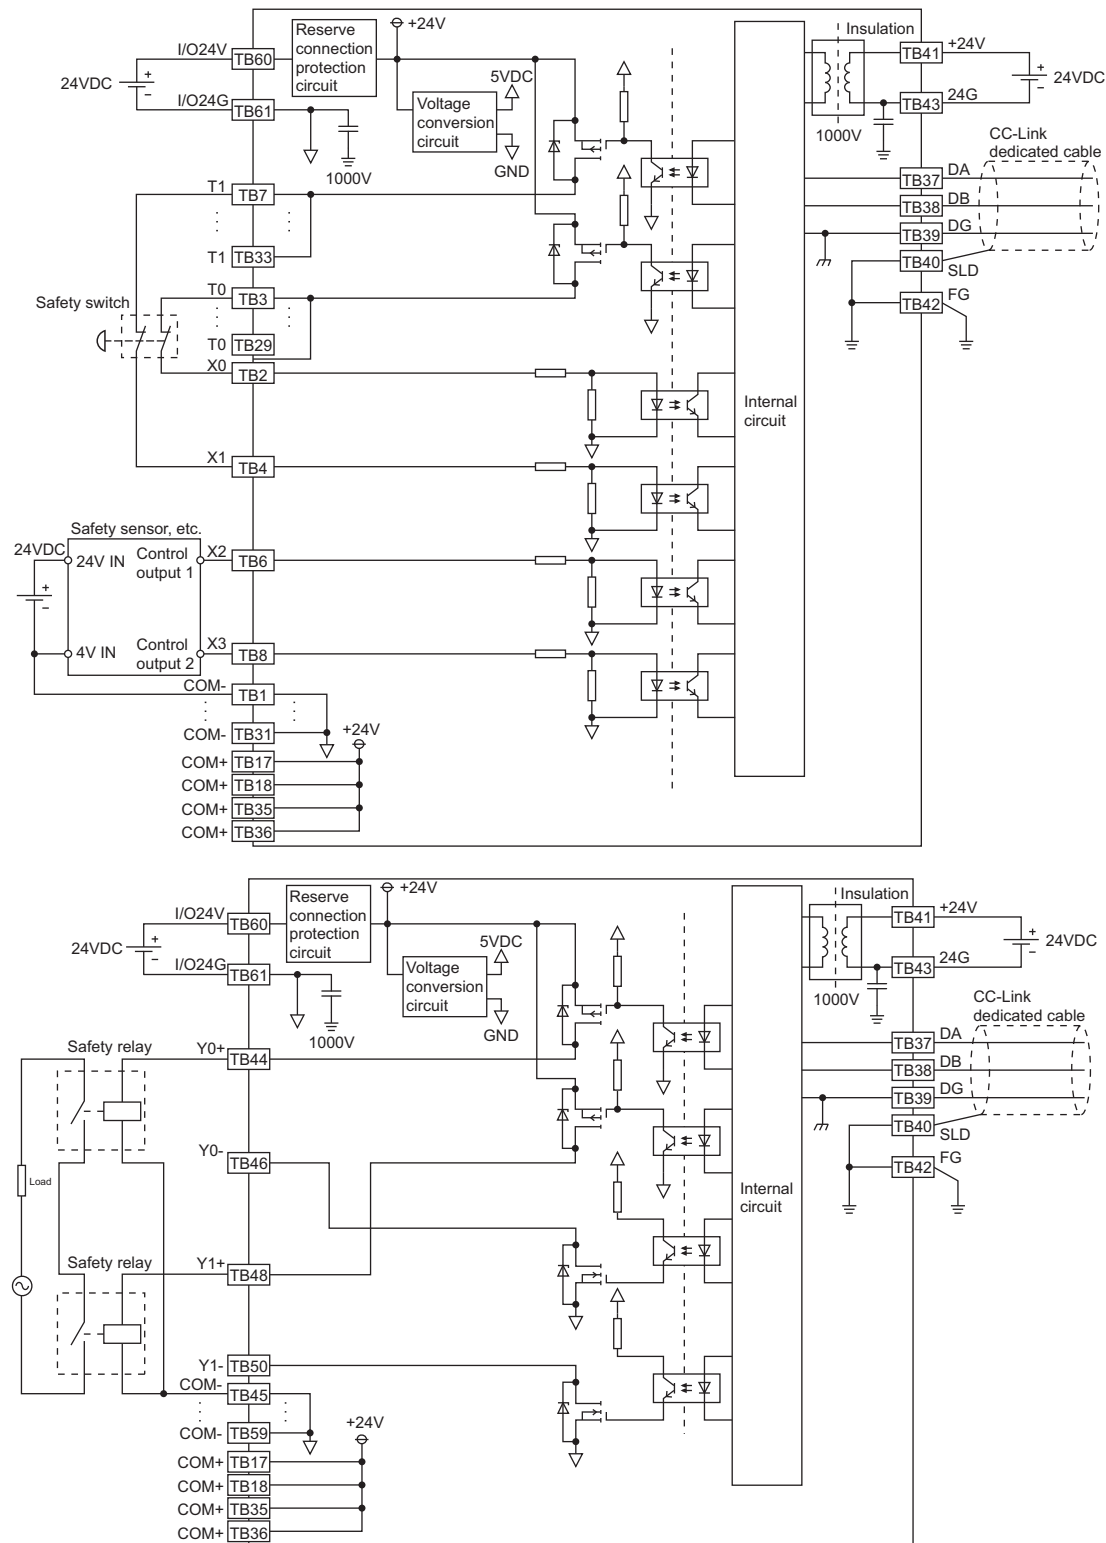 +24V
Reserve
connection
protection
circuit
I/O24V
TB60
24VDC
+
–
I/O24G
TB61
1000V
5VDC
Voltage
conversion
circuit
GND
Insulation
1000V
TB41
+24V
+
–
24VDC
TB43
24G
CC-Link
dedicated cable
TB37
DA
TB38
DB
TB39
DG
TB40
SLD
TB42
FG
T1
TB7
T1
TB33
T0
TB3
Safety switch
T0
TB29
X0
TB2
Internal
circuit
X1
TB4
Safety sensor, etc.
24VDC
24V IN
Control
output 1
X2
TB6
+
–
4V IN
Control
output 2
X3
TB8
COM-
TB1
COM-
TB31
+24V
COM+
TB17
COM+
TB18
COM+
TB35
COM+
TB36
+24V
Reserve
connection
protection
circuit
I/O24V
TB60
24VDC
+
–
I/O24G
TB61
1000V
5VDC
Voltage
conversion
circuit
GND
Insulation
1000V
TB41
+24V
+
–
24VDC
TB43
24G
CC-Link
dedicated cable
TB37
DA
TB38
DB
TB39
DG
TB40
SLD
TB42
FG
Safety relay
Y0+
TB44
Y0-
TB46
Load
Internal
circuit
Safety relay
Y1+
TB48
Y1-
TB50
COM-
TB45
COM-
TB59
+24V
COM+
TB17
COM+
TB18
COM+
TB35
COM+
TB36